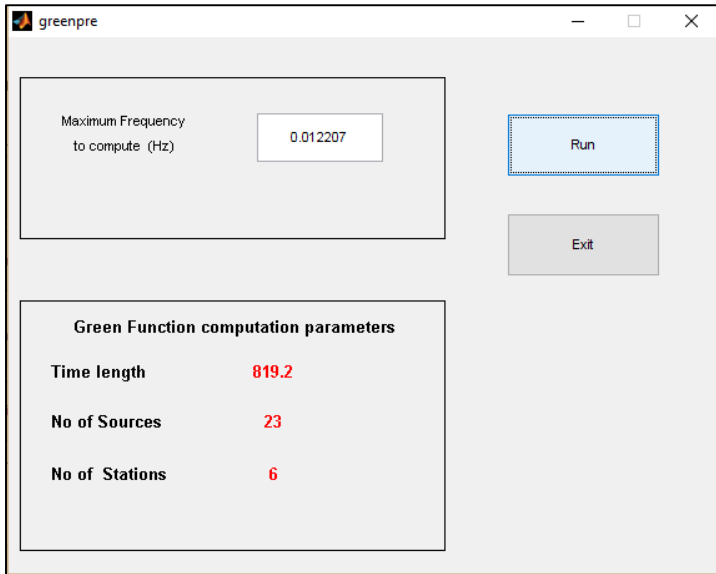 greenpre
Maximum Frequency
to compute (Hz)
0.012207
Run
Exit
Green Function computation parameters
Time length 819.2
No of Sources 23
No of Stations 6